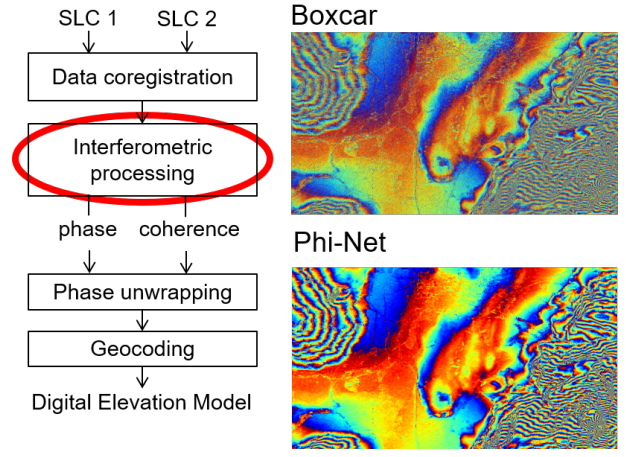 SLC 1 SLC 2
Data coregistration
Interferometric
processing
phase coherence
Phase unwrapping
Geocoding
Digital Elevation Model
Boxcar
Phi-Net